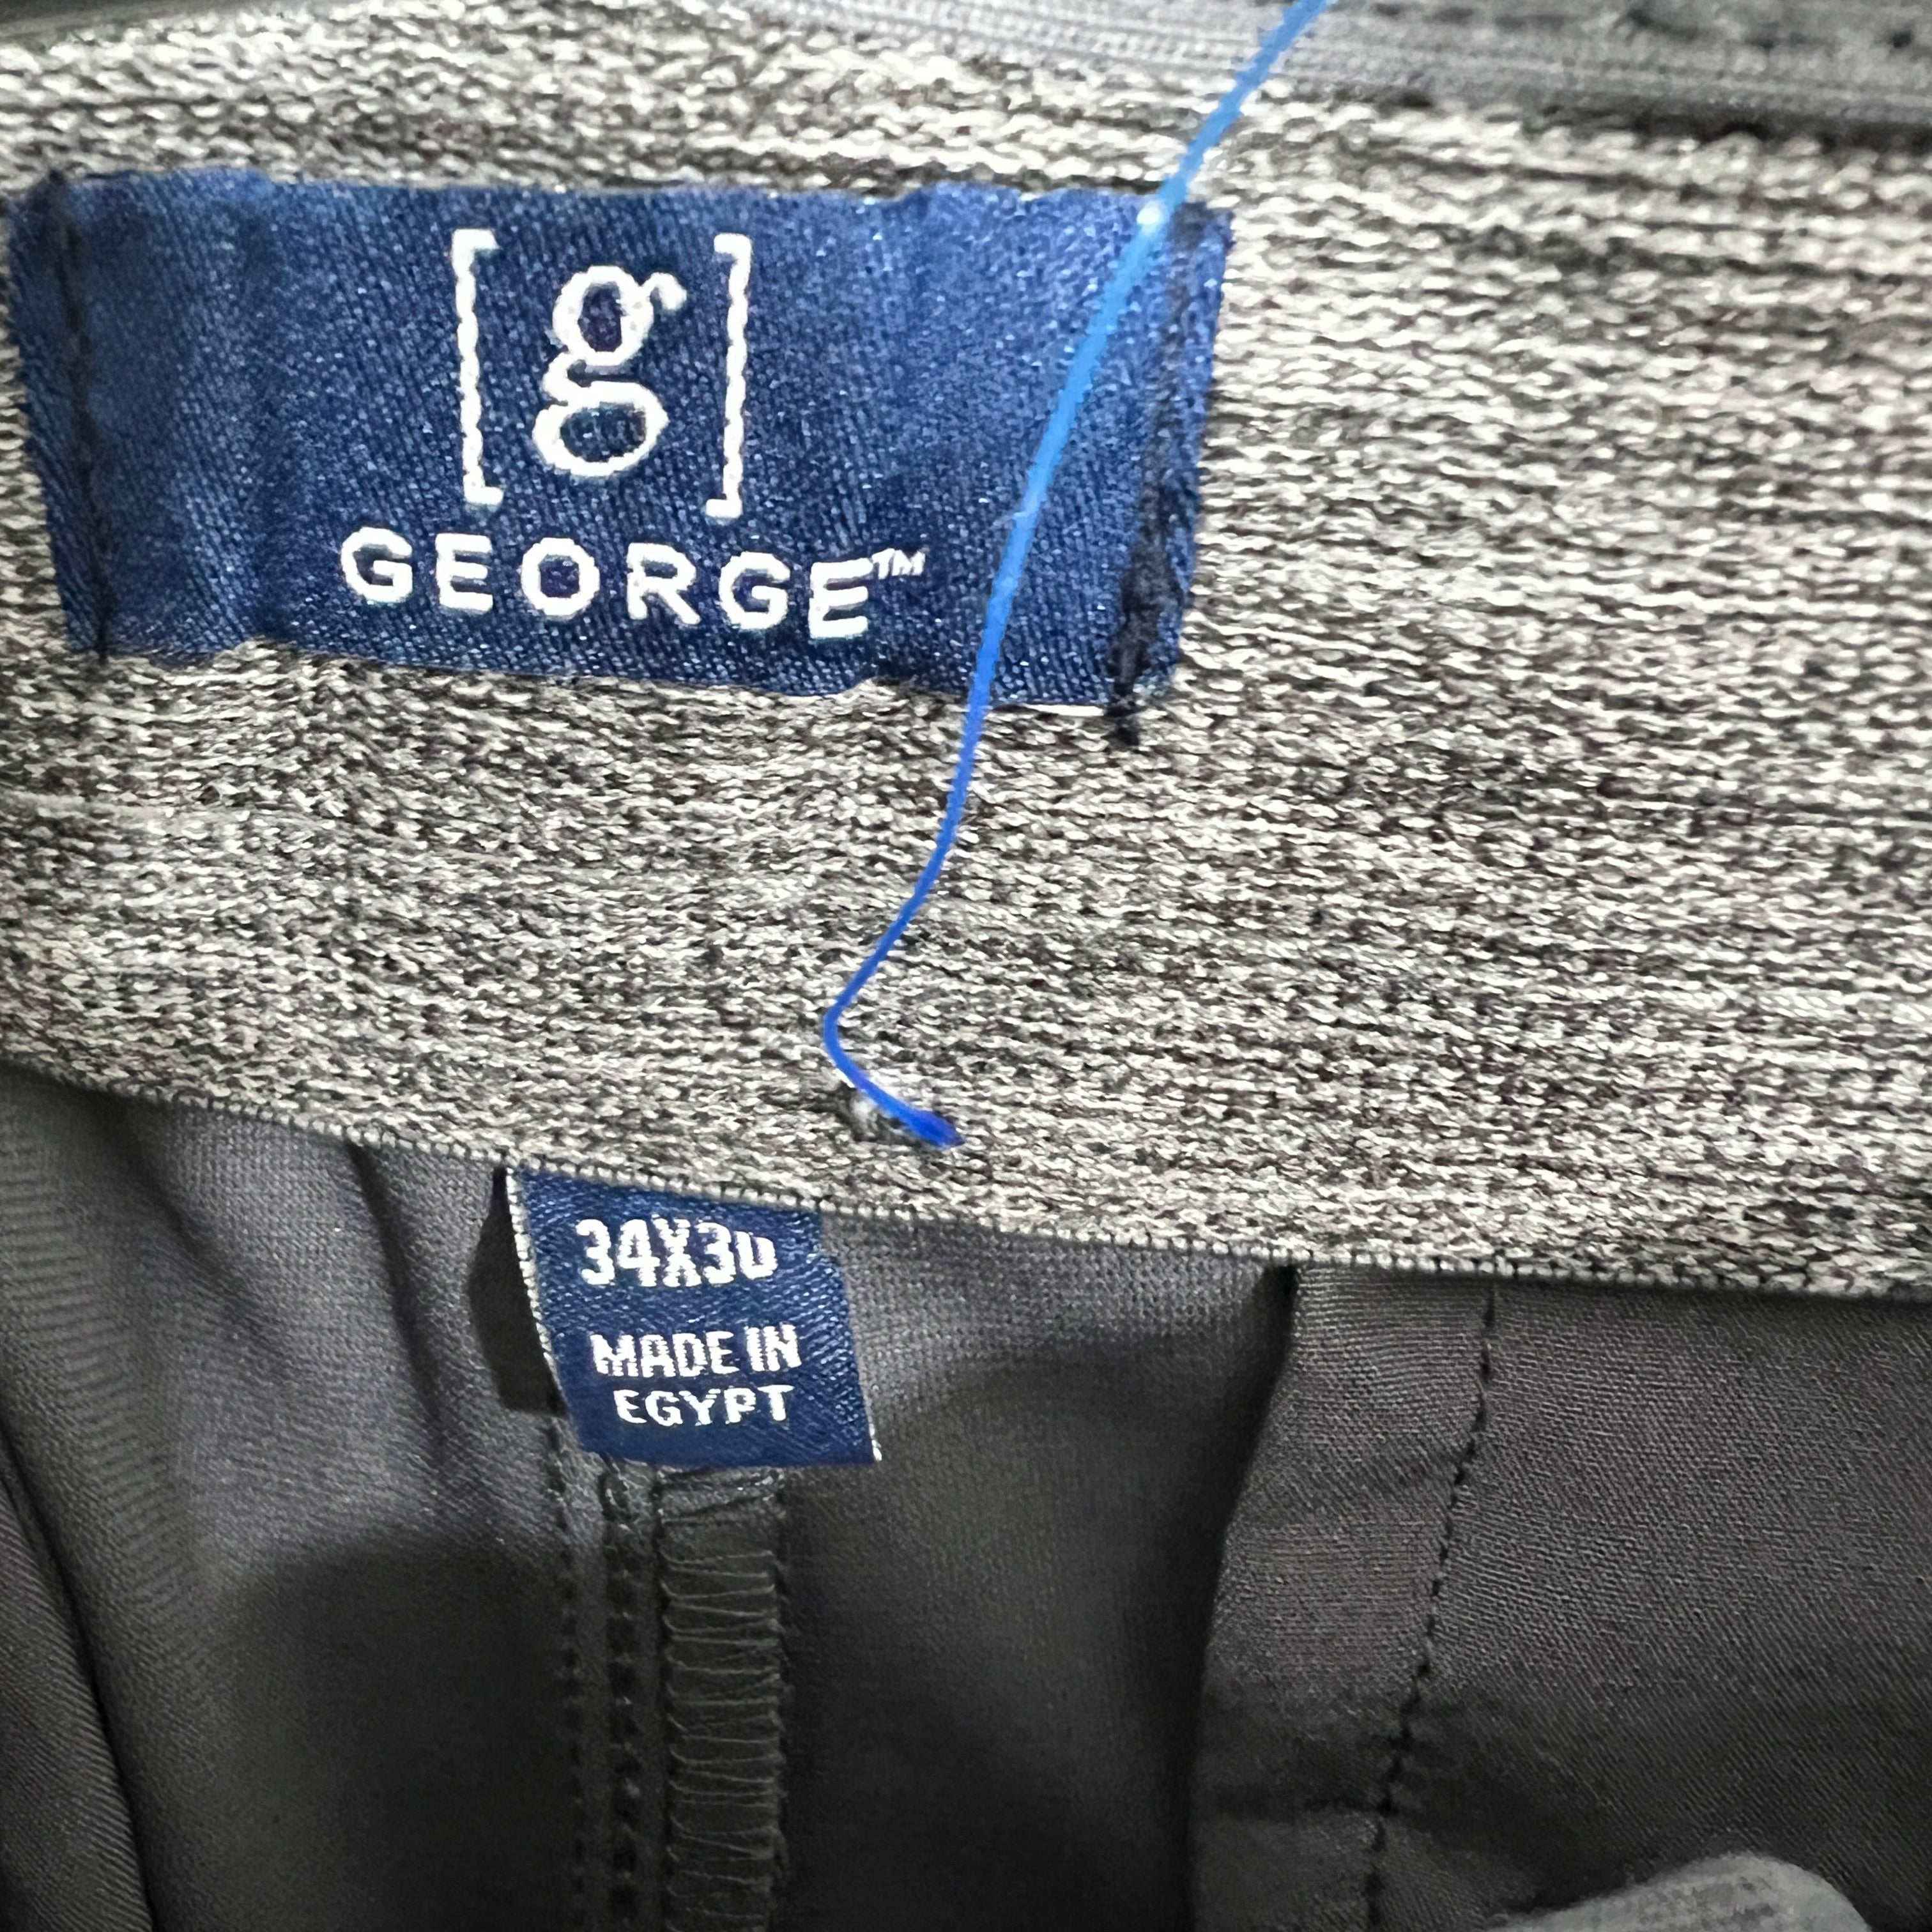 [g]
GEORGE™
34X30
MADE IN
EGYPT